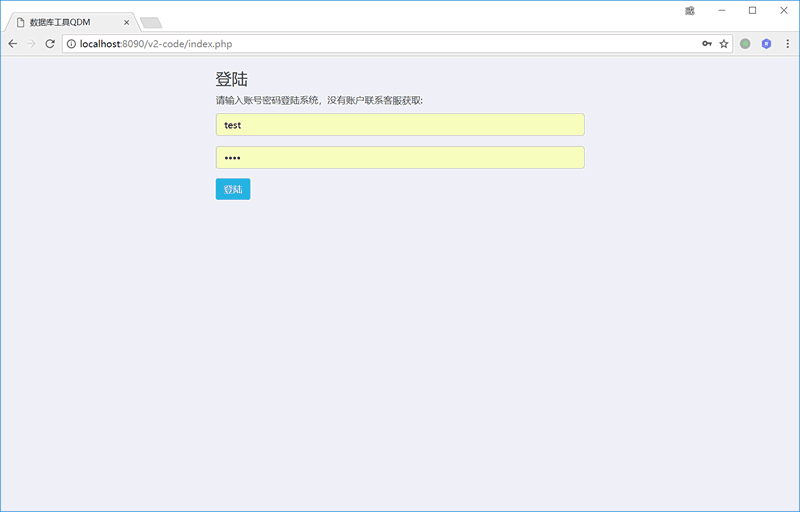 数据库工具QDM
localhost:8090/v2-code/index.php
登陆
请输入账号密码登陆系统，没有账户联系客服获取:
test
••••
登陆